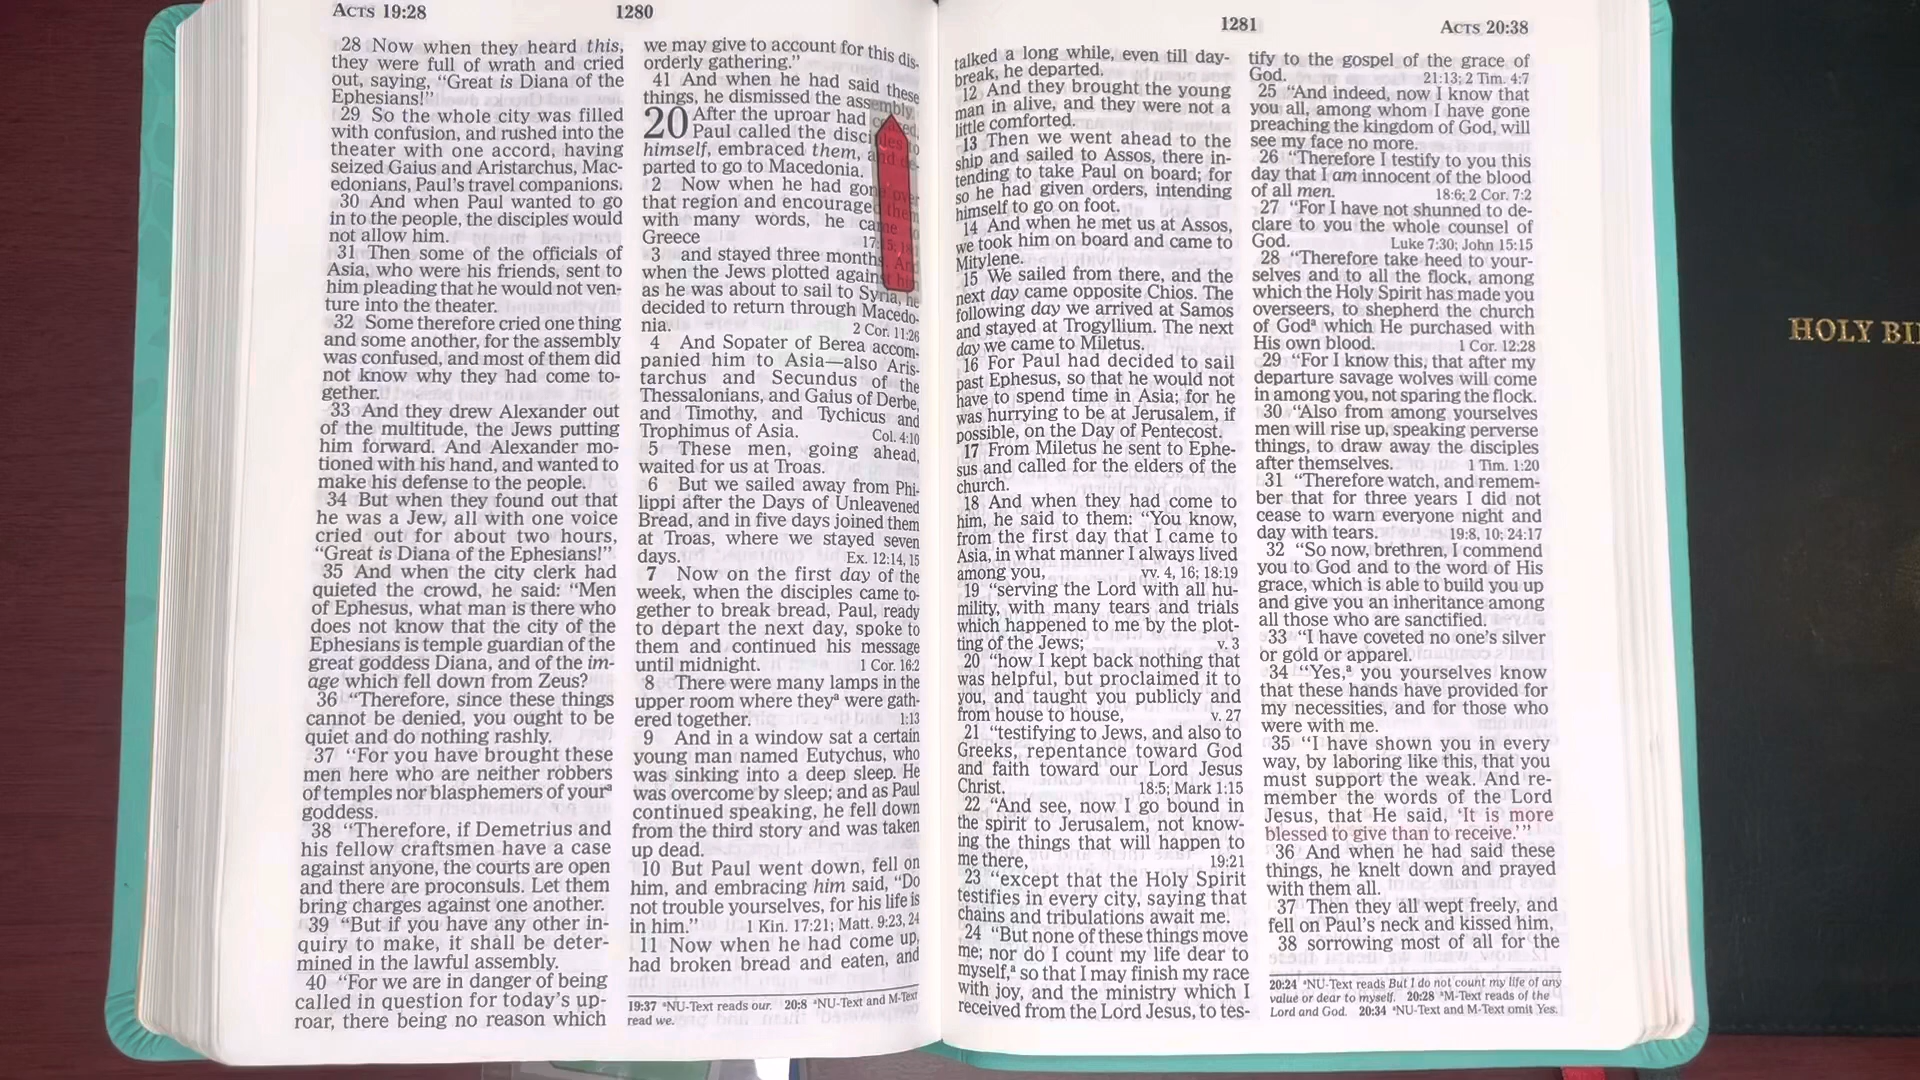 ACTS 19:28
1280
28 Now when they heard this,
they were full of wrath and cried
out, saying, “Great is Diana of the
Ephesians!”
29 So the whole city was filled
with confusion, and rushed into the
theater with one accord, having
seized Gaius and Aristarchus, Mac-
edonians, Paul’s travel companions.
30 And when Paul wanted to go
in to the people, the disciples would
not allow him.
31 Then some of the officials of
Asia, who were his friends, sent to
him pleading that he would not ven-
ture into the theater.
32 Some therefore cried one thing
and some another, for the assembly
was confused, and most of them did
not know why they had come to-
gether.
33 And they drew Alexander out
of the multitude, the Jews putting
him forward. And Alexander mo-
tioned with his hand, and wanted to
make his defense to the people.
34 But when they found out that
he was a Jew, all with one voice
cried out for about two hours,
“Great is Diana of the Ephesians!”
35 And when the city clerk had
quieted the crowd, he said: “Men
of Ephesus, what man is there who
does not know that the city of the
Ephesians is temple guardian of the
great goddess Diana, and of the im-
age which fell down from Zeus?
36 “Therefore, since these things
cannot be denied, you ought to be
quiet and do nothing rashly.
37 “For you have brought these
men here who are neither robbers
of temples nor blasphemers of yourª
goddess.
38 “Therefore, if Demetrius and
his fellow craftsmen have a case
against anyone, the courts are open
and there are proconsuls. Let them
bring charges against one another.
39 “But if you have any other in-
quiry to make, it shall be deter-
mined in the lawful assembly.
40 “For we are in danger of being
called in question for today’s up-
roar, there being no reason which
we may give to account for this dis-
orderly gathering.”
41 And when he had said these
things, he dismissed the assembly.
20 After the uproar had ceased,
Paul called the disciples to
himself, embraced them, and de-
parted to go to Macedonia.
2 Now when he had gone over
that region and encouraged them
with many words, he came to
Greece
3 and stayed three months. And
when the Jews plotted against him
as he was about to sail to Syria, he
decided to return through Macedo-
nia. 2 Cor. 11:26
4 And Sopater of Berea accom-
panied him to Asia—also Aris-
tarchus and Secundus of the
Thessalonians, and Gaius of Derbe,
and Timothy, and Tychicus and
Trophimus of Asia. Col. 4:10
5 These men, going ahead,
waited for us at Troas.
6 But we sailed away from Phi-
lippi after the Days of Unleavened
Bread, and in five days joined them
at Troas, where we stayed seven
days. Ex. 12:14, 15
7 Now on the first day of the
week, when the disciples came to-
gether to break bread, Paul, ready
to depart the next day, spoke to
them and continued his message
until midnight. 1 Cor. 16:2
8 There were many lamps in the
upper room where theyª were gath-
ered together. 1:13
9 And in a window sat a certain
young man named Eutychus, who
was sinking into a deep sleep. He
was overcome by sleep; and as Paul
continued speaking, he fell down
from the third story and was taken
up dead.
10 But Paul went down, fell on
him, and embracing him said, “Do
not trouble yourselves, for his life is
in him.” 1 Kin. 17:21; Matt. 9:23, 24
11 Now when he had come up,
had broken bread and eaten, and
19:37 ªNU-Text reads our. 20:8 ªNU-Text and M-Text
read we.
1281
ACTS 20:38
talked a long while, even till day-
break, he departed.
12 And they brought the young
man in alive, and they were not a
little comforted.
13 Then we went ahead to the
ship and sailed to Assos, there in-
tending to take Paul on board; for
so he had given orders, intending
himself to go on foot.
14 And when he met us at Assos,
we took him on board and came to
Mitylene.
15 We sailed from there, and the
next day came opposite Chios. The
following day we arrived at Samos
and stayed at Trogyllium. The next
day we came to Miletus.
16 For Paul had decided to sail
past Ephesus, so that he would not
have to spend time in Asia; for he
was hurrying to be at Jerusalem, if
possible, on the Day of Pentecost.
17 From Miletus he sent to Ephe-
sus and called for the elders of the
church.
18 And when they had come to
him, he said to them: “You know,
from the first day that I came to
Asia, in what manner I always lived
among you, vv. 4, 16; 18:19
19 “serving the Lord with all hu-
mility, with many tears and trials
which happened to me by the plot-
ting of the Jews; v. 3
20 “how I kept back nothing that
was helpful, but proclaimed it to
you, and taught you publicly and
from house to house, v. 27
21 “testifying to Jews, and also to
Greeks, repentance toward God
and faith toward our Lord Jesus
Christ. 18:5; Mark 1:15
22 “And see, now I go bound in
the spirit to Jerusalem, not know-
ing the things that will happen to
me there, 19:21
23 “except that the Holy Spirit
testifies in every city, saying that
chains and tribulations await me.
24 “But none of these things move
me; nor do I count my life dear to
myself,ª so that I may finish my race
with joy, and the ministry which I
received from the Lord Jesus, to tes-
tify to the gospel of the grace of
God. 21:13; 2 Tim. 4:7
25 “And indeed, now I know that
you all, among whom I have gone
preaching the kingdom of God, will
see my face no more.
26 “Therefore I testify to you this
day that I am innocent of the blood
of all men. 18:6; 2 Cor. 7:2
27 “For I have not shunned to de-
clare to you the whole counsel of
God. Luke 7:30; John 15:15
28 “Therefore take heed to your-
selves and to all the flock, among
which the Holy Spirit has made you
overseers, to shepherd the church
of Godª which He purchased with
His own blood. 1 Cor. 12:28
29 “For I know this, that after my
departure savage wolves will come
in among you, not sparing the flock.
30 “Also from among yourselves
men will rise up, speaking perverse
things, to draw away the disciples
after themselves. 1 Tim. 1:20
31 “Therefore watch, and remem-
ber that for three years I did not
cease to warn everyone night and
day with tears. 19:8, 10; 24:17
32 “So now, brethren, I commend
you to God and to the word of His
grace, which is able to build you up
and give you an inheritance among
all those who are sanctified.
33 “I have coveted no one’s silver
or gold or apparel.
34 “Yes,ª you yourselves know
that these hands have provided for
my necessities, and for those who
were with me.
35 “I have shown you in every
way, by laboring like this, that you
must support the weak. And re-
member the words of the Lord
Jesus, that He said, ‘It is more
blessed to give than to receive.’”
36 And when he had said these
things, he knelt down and prayed
with them all.
37 Then they all wept freely, and
fell on Paul’s neck and kissed him,
38 sorrowing most of all for the
20:24 ªNU-Text reads But I do not count my life of any
value or dear to myself. 20:28 ªM-Text reads of the
Lord and God. 20:34 ªNU-Text and M-Text omit Yes.
HOLY BI